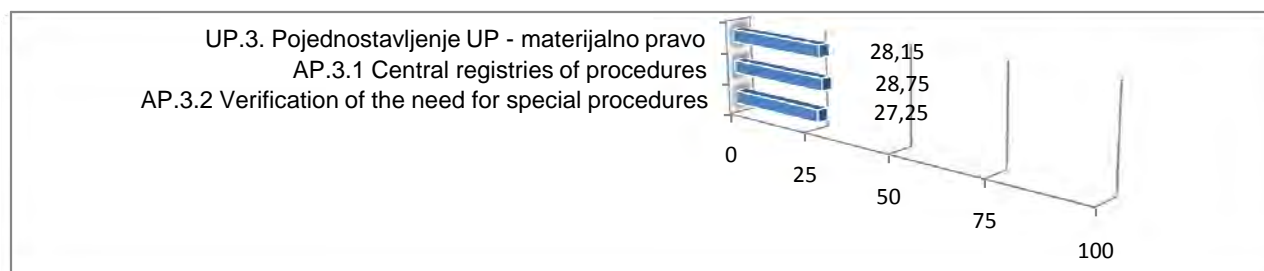 UP.3. Pojednostavljenje UP - materijalno pravo 28,15
AP.3.1 Central registries of procedures 28,75
AP.3.2 Verification of the need for special procedures 27,25
0
25
50
75
100